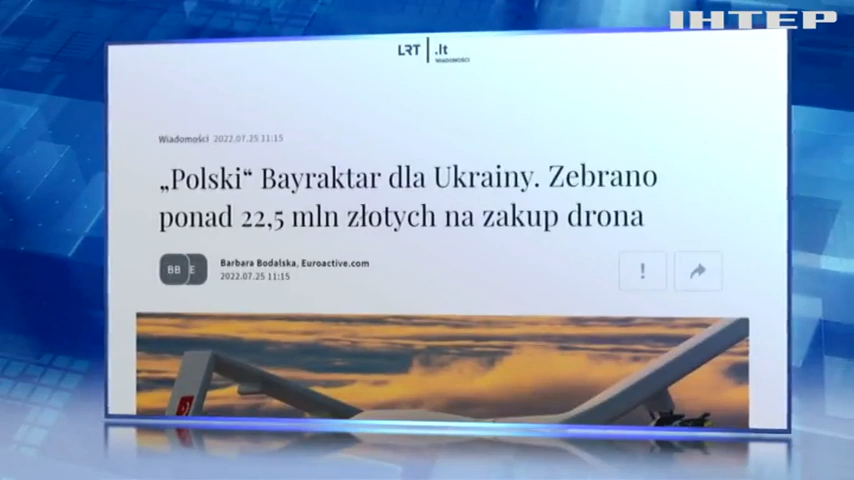 ІНТЕР
LRT .lt
WIADOMOŚCI
Wiadomości 2022.07.25 11:15
„Polski“ Bayraktar dla Ukrainy. Zebrano
ponad 22,5 mln złotych na zakup drona
BB E
Barbara Bodalska, Euroactive.com
2022.07.25 11:15
!